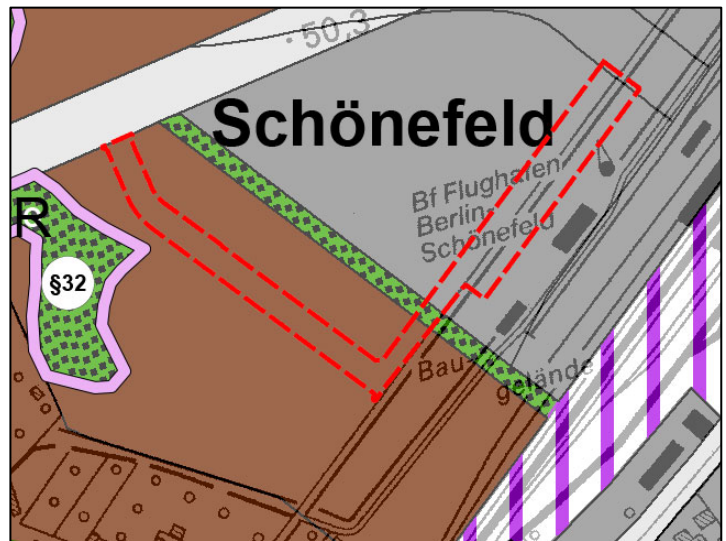 · 50,3
Schönefeld
Bf Flughafen
Berlin-
Schönefeld
R
§32
Bau-
gelände